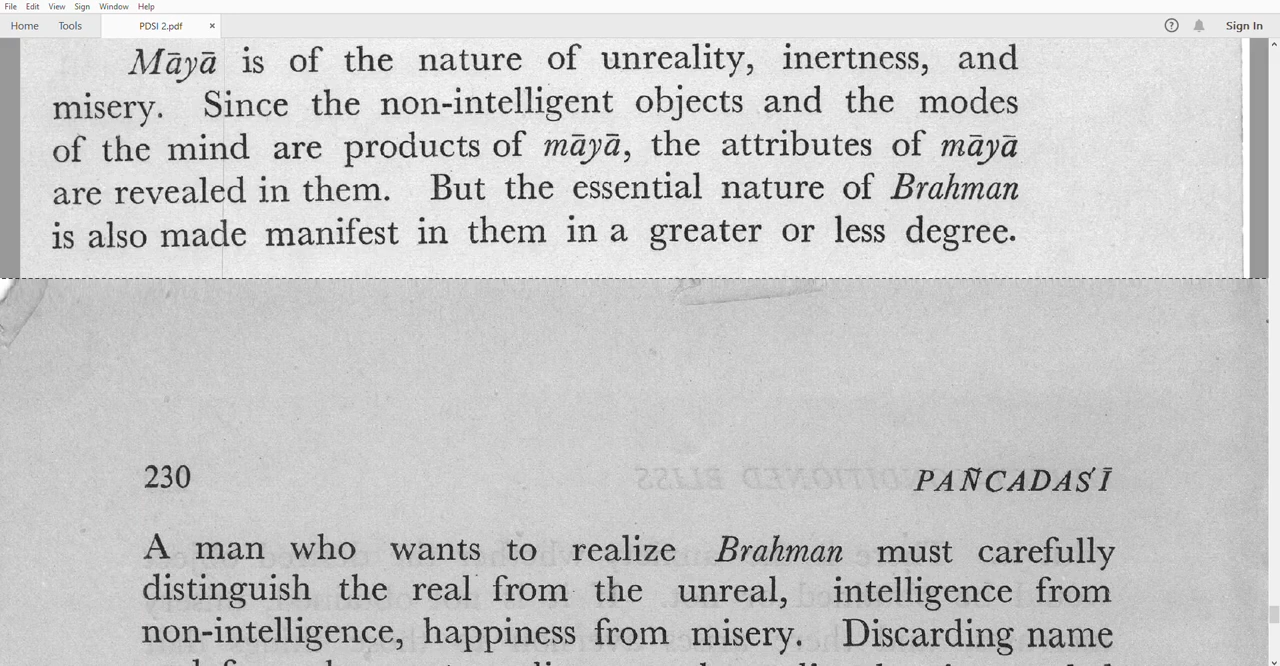 File Edit View Sign Window Help
Home Tools PDSI 2.pdf × ? Sign In
Māyā is of the nature of unreality, inertness, and
misery. Since the non-intelligent objects and the modes
of the mind are products of māyā, the attributes of māyā
are revealed in them. But the essential nature of Brahman
is also made manifest in them in a greater or less degree.
230 PAÑCADAŚĪ
A man who wants to realize Brahman must carefully
distinguish the real from the unreal, intelligence from
non-intelligence, happiness from misery. Discarding name